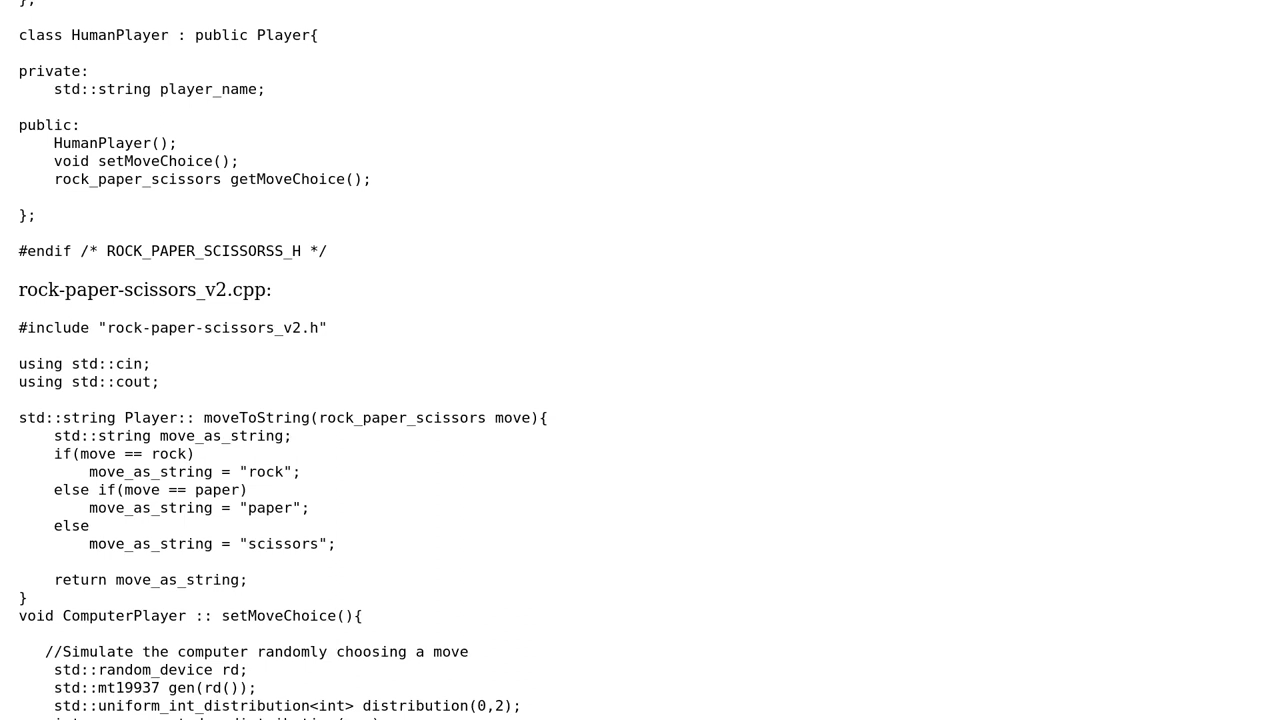 };
class HumanPlayer : public Player{
private:
    std::string player_name;
public:
    HumanPlayer();
    void setMoveChoice();
    rock_paper_scissors getMoveChoice();
};
#endif /* ROCK_PAPER_SCISSORSS_H */
rock-paper-scissors_v2.cpp:
#include "rock-paper-scissors_v2.h"
using std::cin;
using std::cout;
std::string Player:: moveToString(rock_paper_scissors move){
    std::string move_as_string;
    if(move == rock)
        move_as_string = "rock";
    else if(move == paper)
        move_as_string = "paper";
    else
        move_as_string = "scissors";
    return move_as_string;
}
void ComputerPlayer :: setMoveChoice(){
   //Simulate the computer randomly choosing a move
    std::random_device rd;
    std::mt19937 gen(rd());
    std::uniform_int_distribution<int> distribution(0,2);